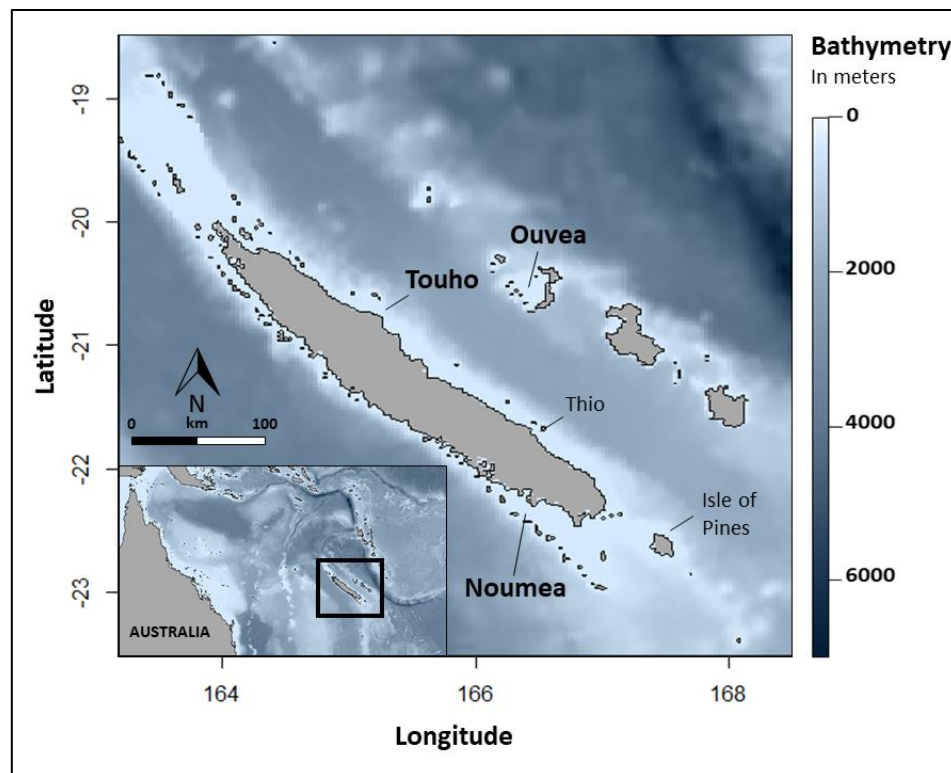 Bathymetry
In meters
0
2000
4000
6000
Latitude
-19
-20
-21
-22
-23
Ouvea
Touho
Thio
Isle of
Pines
Noumea
N
0 km 100
AUSTRALIA
164
166
168
Longitude